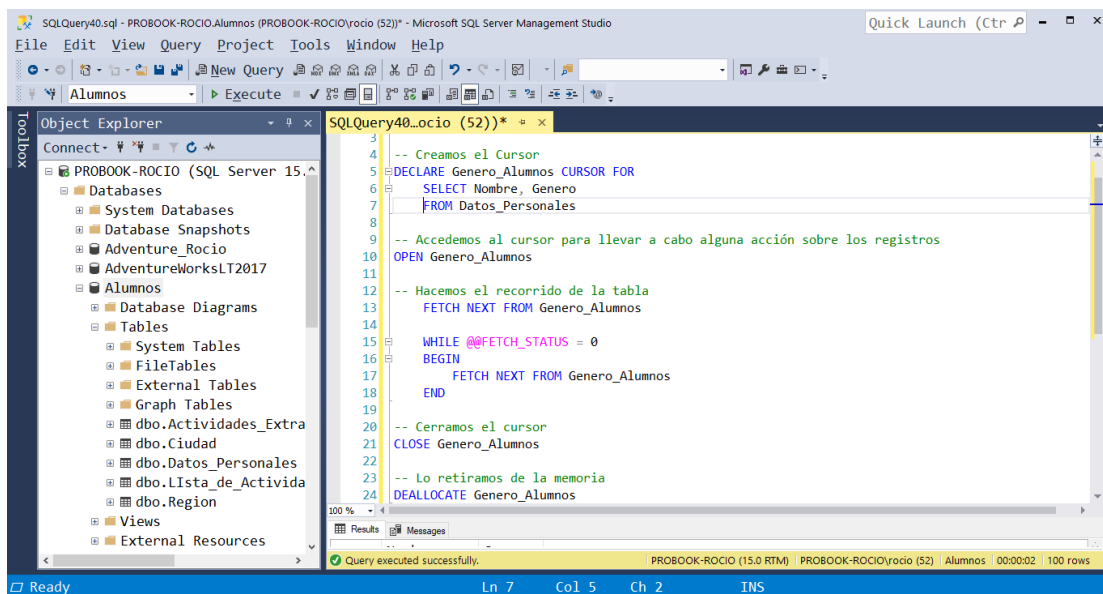 SQLQuery40.sql - PROBOOK-ROCIO.Alumnos (PROBOOK-ROCIO\rocio (52))* - Microsoft SQL Server Management Studio
Quick Launch (Ctr
File Edit View Query Project Tools Window Help
New Query
Alumnos Execute
Toolbox
Object Explorer
Connect
PROBOOK-ROCIO (SQL Server 15.
Databases
System Databases
Database Snapshots
Adventure_Rocio
AdventureWorksLT2017
Alumnos
Database Diagrams
Tables
System Tables
FileTables
External Tables
Graph Tables
dbo.Actividades_Extra
dbo.Ciudad
dbo.Datos_Personales
dbo.LIsta_de_Activida
dbo.Region
Views
External Resources
SQLQuery40…ocio (52))*
3
4 -- Creamos el Cursor
5 DECLARE Genero_Alumnos CURSOR FOR
6 SELECT Nombre, Genero
7 FROM Datos_Personales
8
9 -- Accedemos al cursor para llevar a cabo alguna acción sobre los registros
10 OPEN Genero_Alumnos
11
12 -- Hacemos el recorrido de la tabla
13 FETCH NEXT FROM Genero_Alumnos
14
15 WHILE @@FETCH_STATUS = 0
16 BEGIN
17 FETCH NEXT FROM Genero_Alumnos
18 END
19
20 -- Cerramos el cursor
21 CLOSE Genero_Alumnos
22
23 -- Lo retiramos de la memoria
24 DEALLOCATE Genero_Alumnos
100 %
Results Messages
Query executed successfully. PROBOOK-ROCIO (15.0 RTM) PROBOOK-ROCIO\rocio (52) Alumnos 00:00:02 100 rows
Ready Ln 7 Col 5 Ch 2 INS